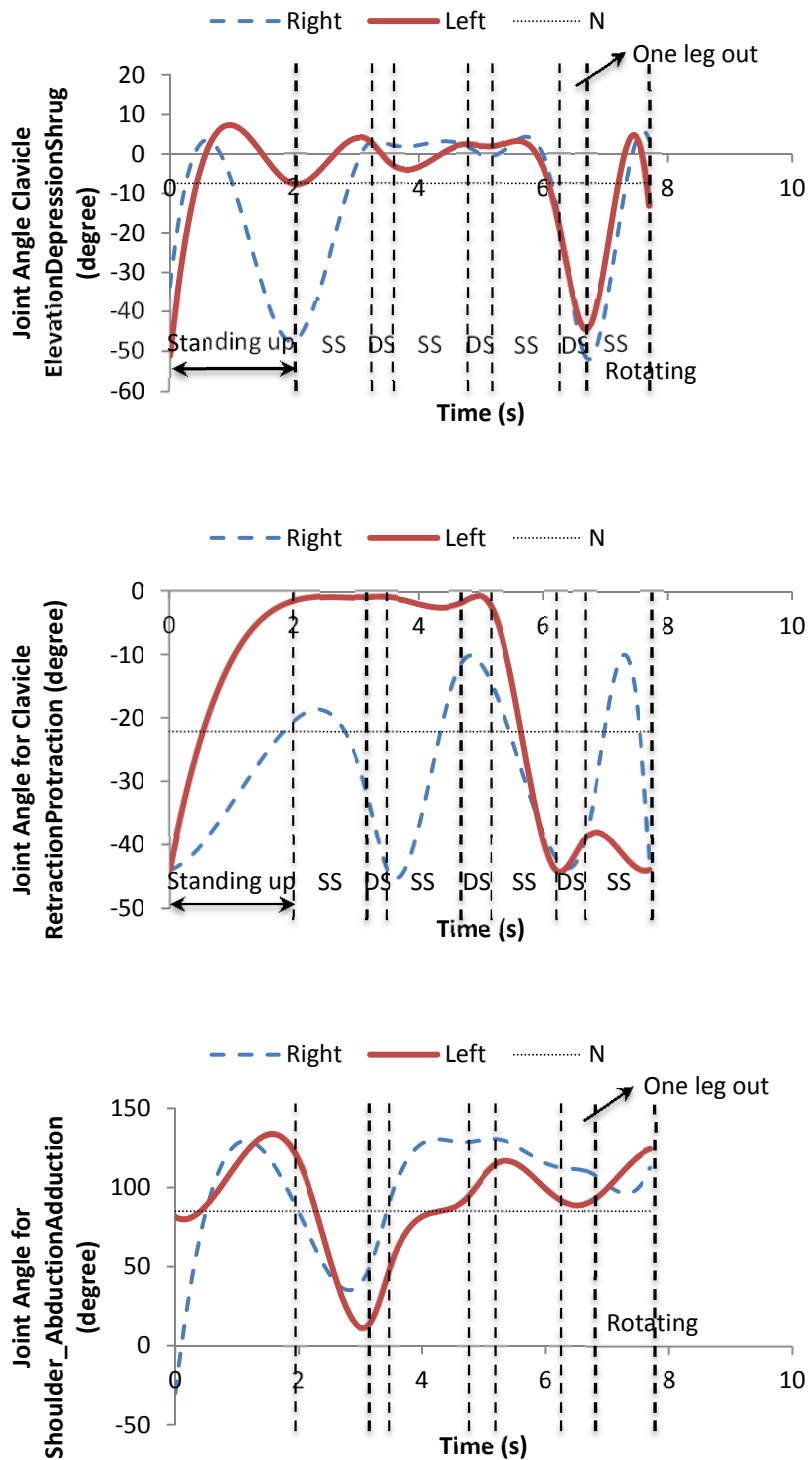 Right Left N
One leg out
20
10
0
-10
-20
-30
-40
-50
-60
0 2 4 6 8 10
Joint Angle Clavicle
ElevationDepressionShrug
(degree)
Standing up SS DS SS DS SS DS SS
Rotating
Time (s)
Right Left N
0
-10
-20
-30
-40
-50
0 2 4 6 8 10
Joint Angle for Clavicle
RetractionProtraction (degree)
Standing up SS DS SS DS SS DS SS
Time (s)
Right Left N
One leg out
150
100
50
0
-50
0 2 4 6 8 10
Joint Angle for
Shoulder_AbductionAdduction
(degree)
Rotating
Time (s)